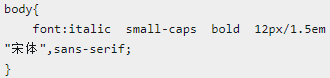 body{
font:italic small-caps bold 12px/1.5em
"宋体",sans-serif;
}